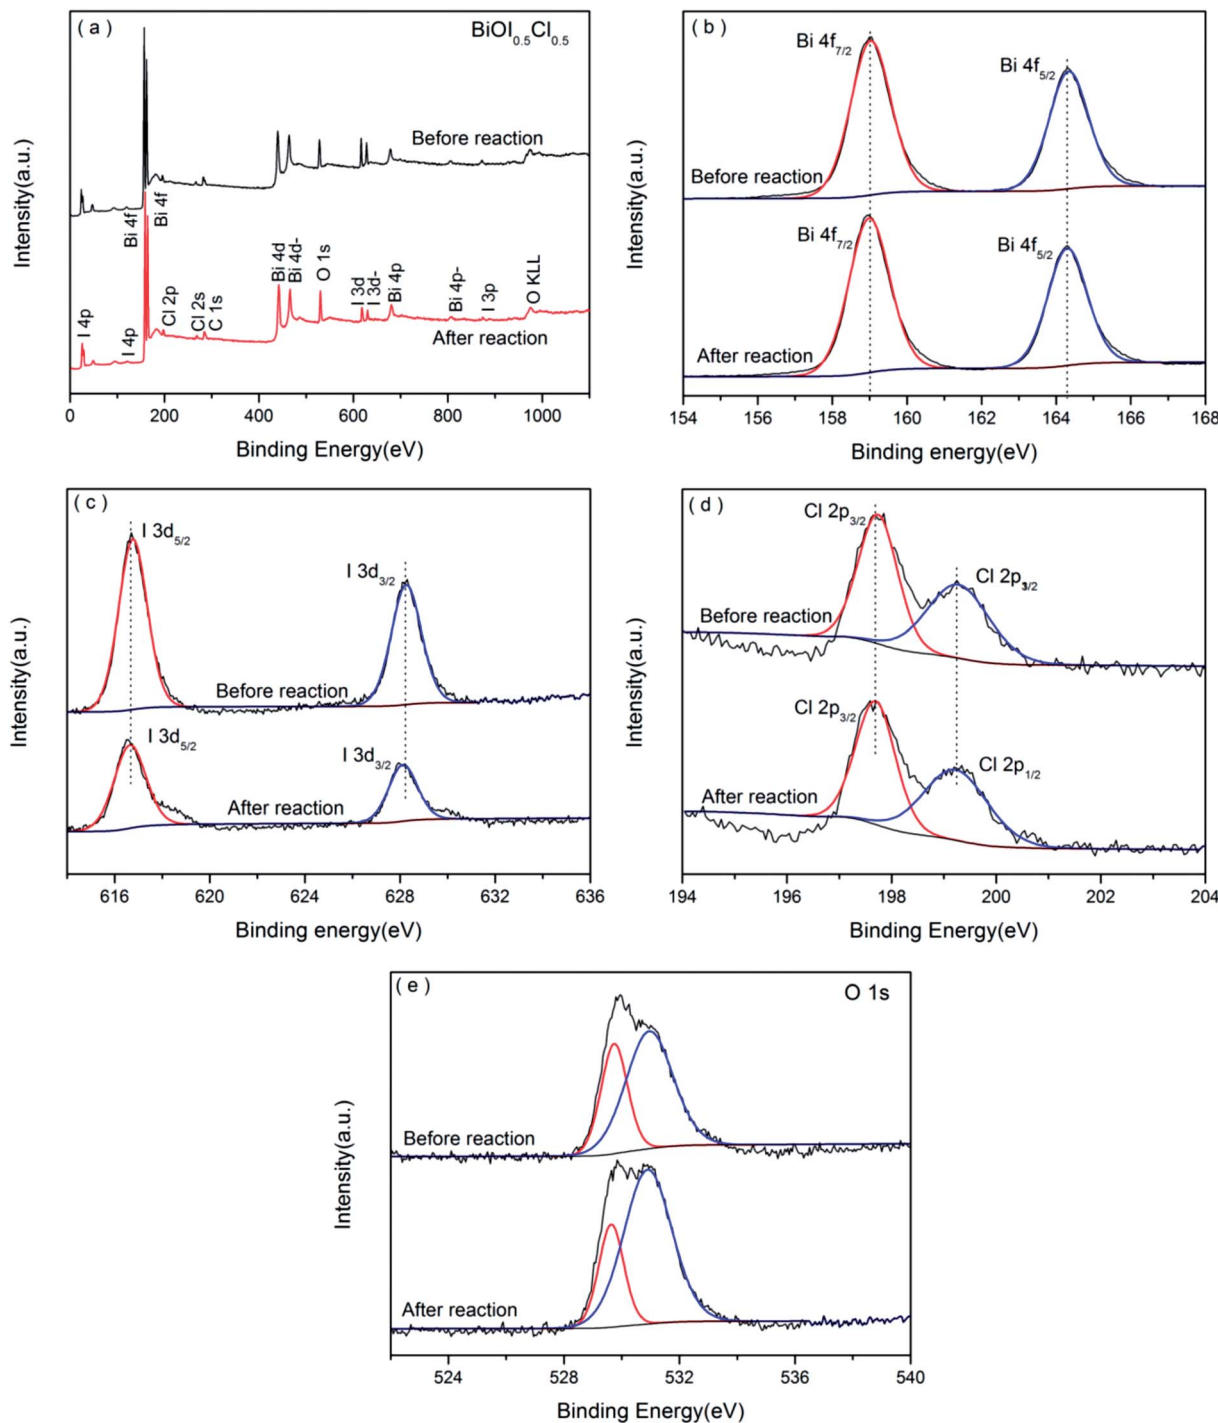 ( a )
BiOI0.5Cl0.5
Before reaction
Bi 4f
Bi 4f
I 4p
I 4p
Cl 2p
Cl 2s
C 1s
Bi 4d
Bi 4d-
O 1s
I 3d
I 3d-
Bi 4p
Bi 4p-
I 3p
O KLL
After reaction
Intensity(a.u.)
0 200 400 600 800 1000
Binding Energy(eV)
( b )
Bi 4f7/2
Bi 4f5/2
Before reaction
Bi 4f7/2
Bi 4f5/2
After reaction
Intensity(a.u.)
154 156 158 160 162 164 166 168
Binding energy(eV)
( c )
I 3d5/2
I 3d3/2
Before reaction
I 3d5/2
I 3d3/2
After reaction
Intensity(a.u.)
616 620 624 628 632 636
Binding energy(eV)
( d )
Cl 2p3/2
Before reaction
Cl 2p
Cl 2p3/2
Cl 2p1/2
After reaction
Intensity(a.u.)
194 196 198 200 202 204
Binding Energy(eV)
( e )
O 1s
Before reaction
After reaction
Intensity(a.u.)
524 528 532 536 540
Binding Energy(eV)